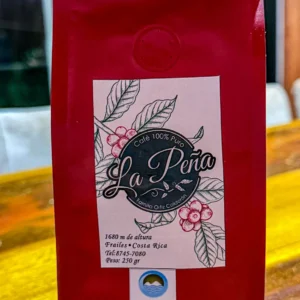 Café 100% Puro
La Peña
1680 m de altura
Frailes • Costa Rica
Tel: 8745-7080
Peso: 250 gr